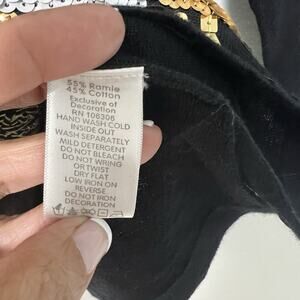 55% Ramie
45% Cotton
Exclusive of
Decoration
RN 106308
HAND WASH COLD
INSIDE OUT
WASH SEPARATELY
MILD DETERGENT
DO NOT BLEACH
DO NOT WRING
OR TWIST
DRY FLAT
LOW IRON ON
REVERSE
DO NOT IRON
DECORATION